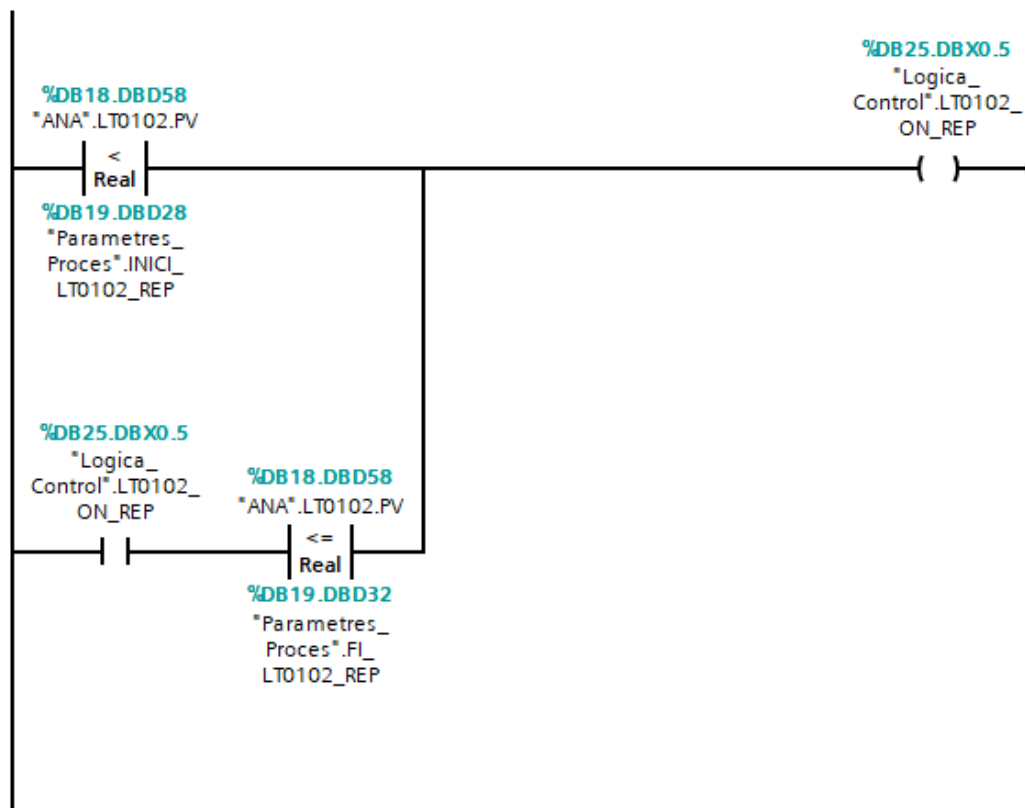 %DB25.DBX0.5
"Logica_
Control".LT0102_
ON_REP
%DB18.DBD58
"ANA".LT0102.PV
<
Real
%DB19.DBD28
"Parametres_
Proces".INICI_
LT0102_REP
%DB25.DBX0.5
"Logica_
Control".LT0102_
ON_REP
%DB18.DBD58
"ANA".LT0102.PV
<=
Real
%DB19.DBD32
"Parametres_
Proces".FI_
LT0102_REP